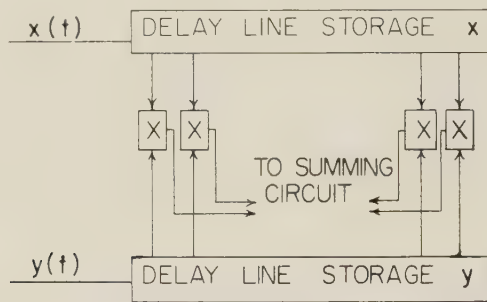 x(t)
DELAY LINE STORAGE x
X X X X
TO SUMMING
CIRCUIT
y(t)
DELAY LINE STORAGE y